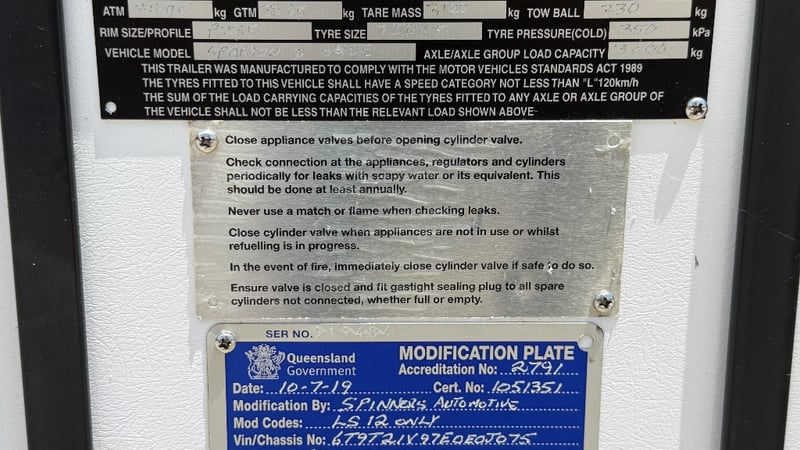 ATM kg GTM kg TARE MASS kg TOW BALL 230 kg
RIM SIZE/PROFILE TYRE SIZE TYRE PRESSURE(COLD) 350 kPa
VEHICLE MODEL AXLE/AXLE GROUP LOAD CAPACITY kg
THIS TRAILER WAS MANUFACTURED TO COMPLY WITH THE MOTOR VEHICLES STANDARDS ACT 1989
THE TYRES FITTED TO THIS VEHICLE SHALL HAVE A SPEED CATEGORY NOT LESS THAN "L"120km/h
THE SUM OF THE LOAD CARRYING CAPACITIES OF THE TYRES FITTED TO ANY AXLE OR AXLE GROUP OF
THE VEHICLE SHALL NOT BE LESS THAN THE RELEVANT LOAD SHOWN ABOVE
Close appliance valves before opening cylinder valve.
Check connection at the appliances, regulators and cylinders
periodically for leaks with soapy water or its equivalent. This
should be done at least annually.
Never use a match or flame when checking leaks.
Close cylinder valve when appliances are not in use or whilst
refuelling is in progress.
In the event of fire, immediately close cylinder valve if safe to do so.
Ensure valve is closed and fit gastight sealing plug to all spare
cylinders not connected, whether full or empty.
SER NO.
Queensland
Government
MODIFICATION PLATE
Accreditation No: 2791
Date: 10-7-19 Cert. No: 1051351
Modification By: SPINNERS AUTOMOTIVE
Mod Codes: LS12 ONLY
Vin/Chassis No: 6T9T21V97E0E0J075